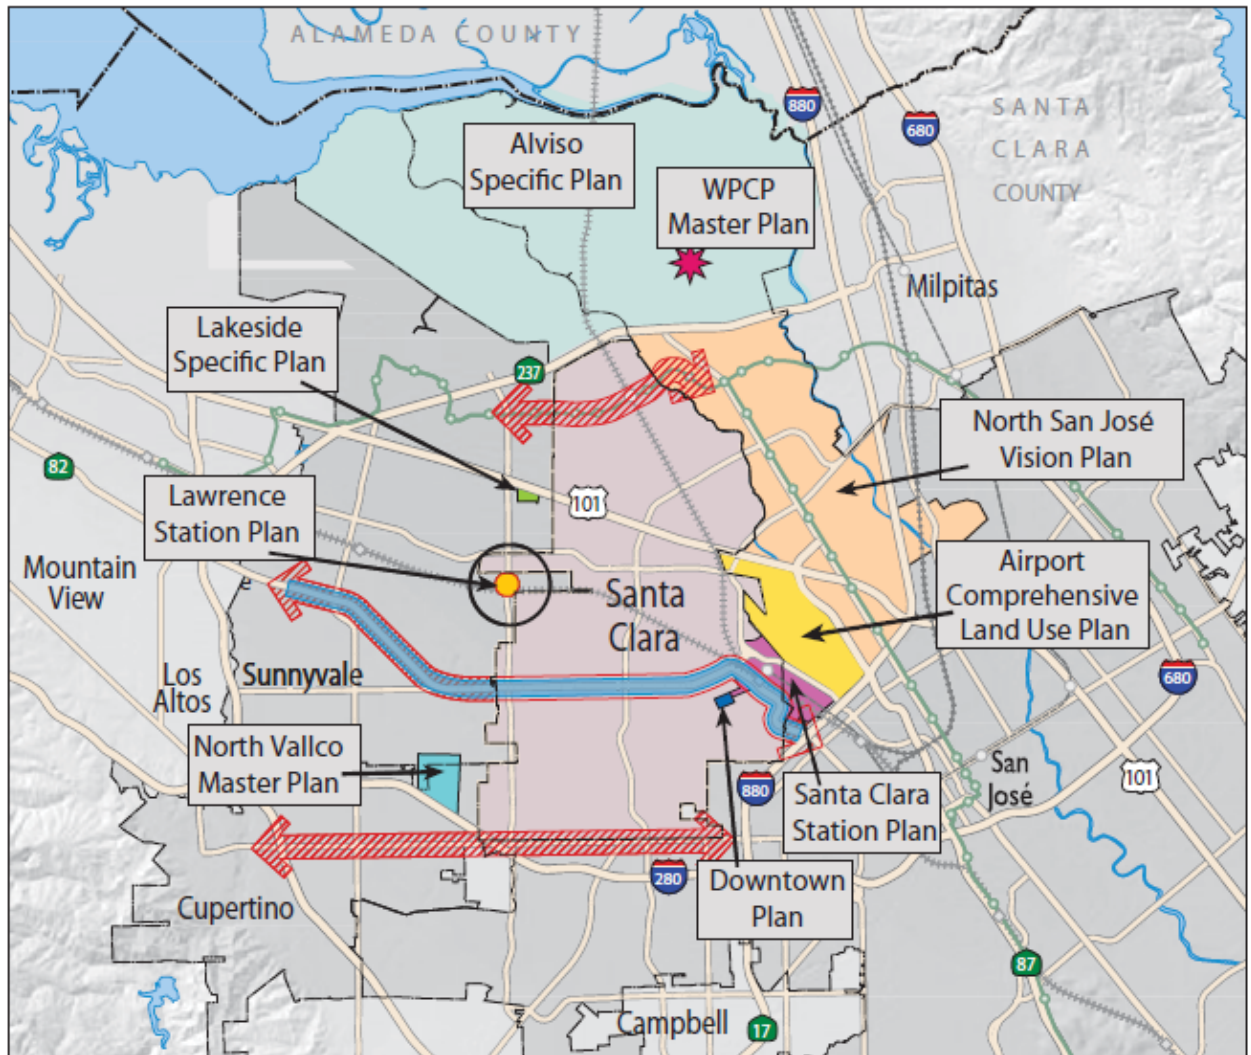 ALAMEDA COUNTY
880
680
SANTA
CLARA
COUNTY
Alviso
Specific Plan
WPCP
Master Plan
Milpitas
Lakeside
Specific Plan
237
North San José
Vision Plan
82
101
Lawrence
Station Plan
Mountain
View
Santa
Clara
Airport
Comprehensive
Land Use Plan
Los
Altos
Sunnyvale
680
North Vallco
Master Plan
San
José
101
880
Santa Clara
Station Plan
280
Downtown
Plan
Cupertino
87
Campbell
17